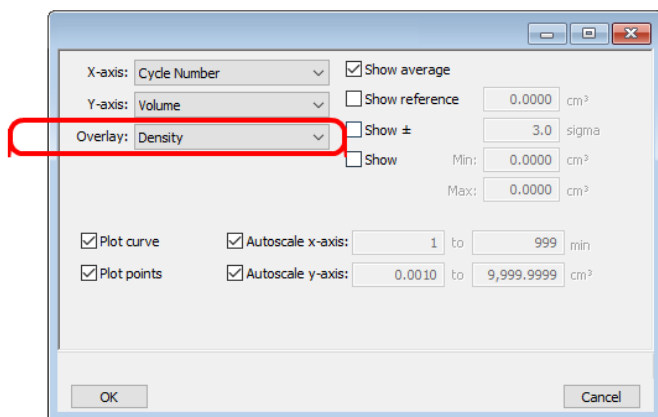 X-axis: Cycle Number Show average
Y-axis: Volume Show reference 0.0000 cm³
Overlay: Density Show ± 3.0 sigma
Show Min: 0.0000 cm³
Max: 0.0000 cm³
Plot curve Autoscale x-axis: 1 to 999 min
Plot points Autoscale y-axis: 0.0010 to 9,999.9999 cm³
OK Cancel